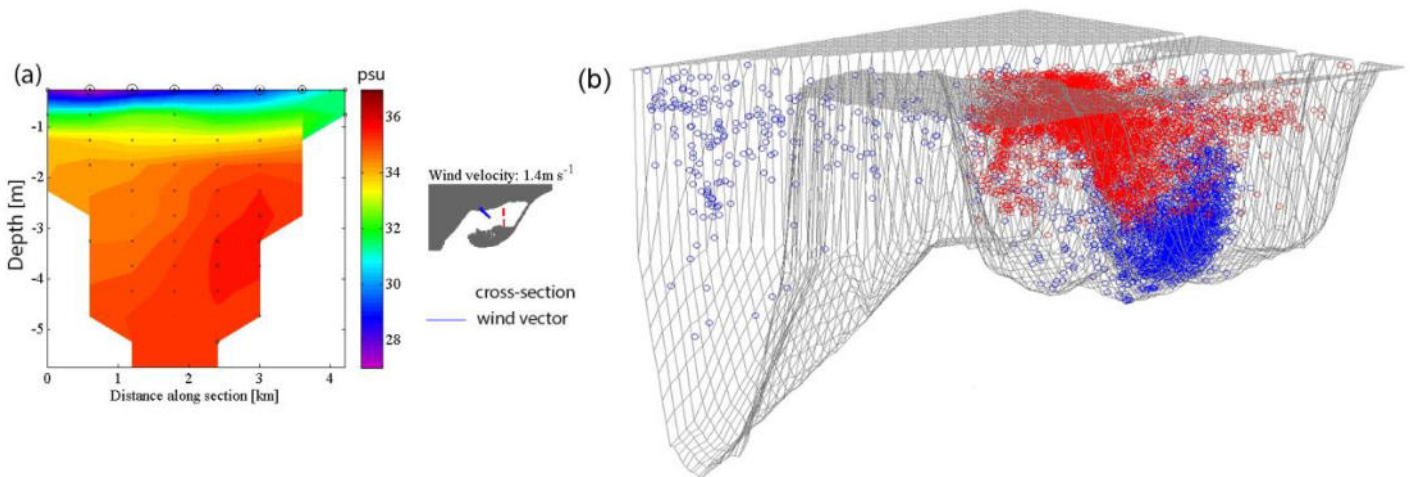 (a)
psu
36
34
32
30
28
-1
-2
-3
-4
-5
Depth [m]
0 1 2 3 4
Distance along section [km]
Wind velocity: 1.4m s⁻¹
cross-section
wind vector
(b)